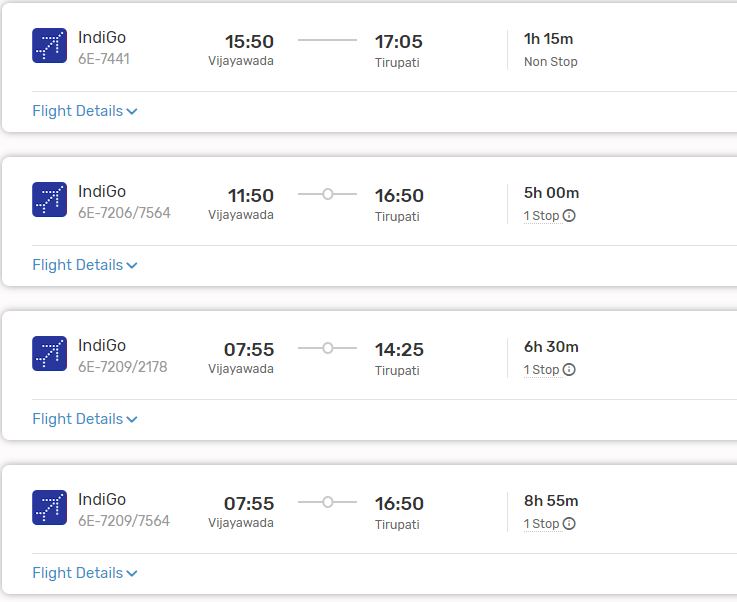 IndiGo
6E-7441
15:50
Vijayawada
17:05
Tirupati
1h 15m
Non Stop
Flight Details
IndiGo
6E-7206/7564
11:50
Vijayawada
16:50
Tirupati
5h 00m
1 Stop
Flight Details
IndiGo
6E-7209/2178
07:55
Vijayawada
14:25
Tirupati
6h 30m
1 Stop
Flight Details
IndiGo
6E-7209/7564
07:55
Vijayawada
16:50
Tirupati
8h 55m
1 Stop
Flight Details